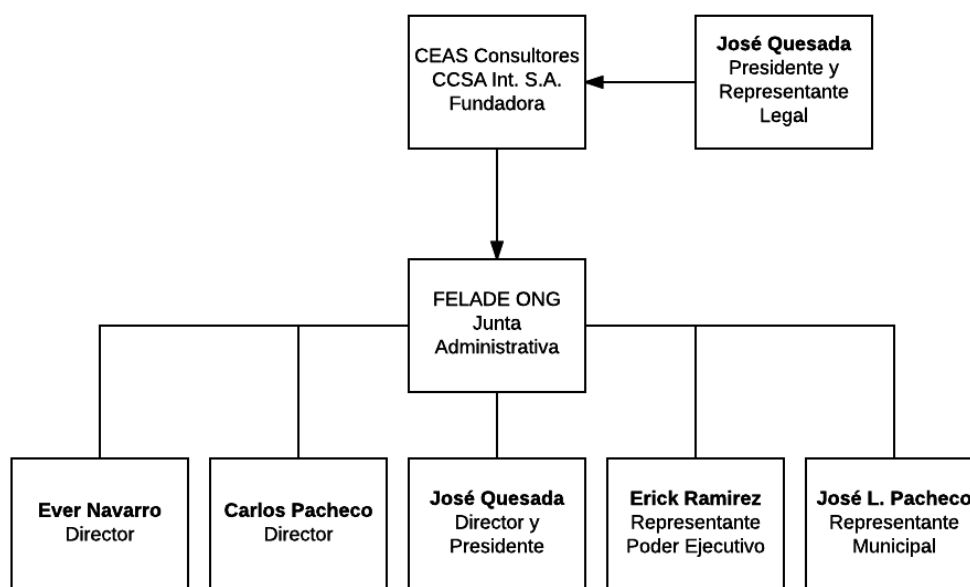 CEAS Consultores
CCSA Int. S.A.
Fundadora
José Quesada
Presidente y
Representante
Legal
FELADE ONG
Junta
Administrativa
Ever Navarro
Director
Carlos Pacheco
Director
José Quesada
Director y
Presidente
Erick Ramirez
Representante
Poder Ejecutivo
José L. Pacheco
Representante
Municipal